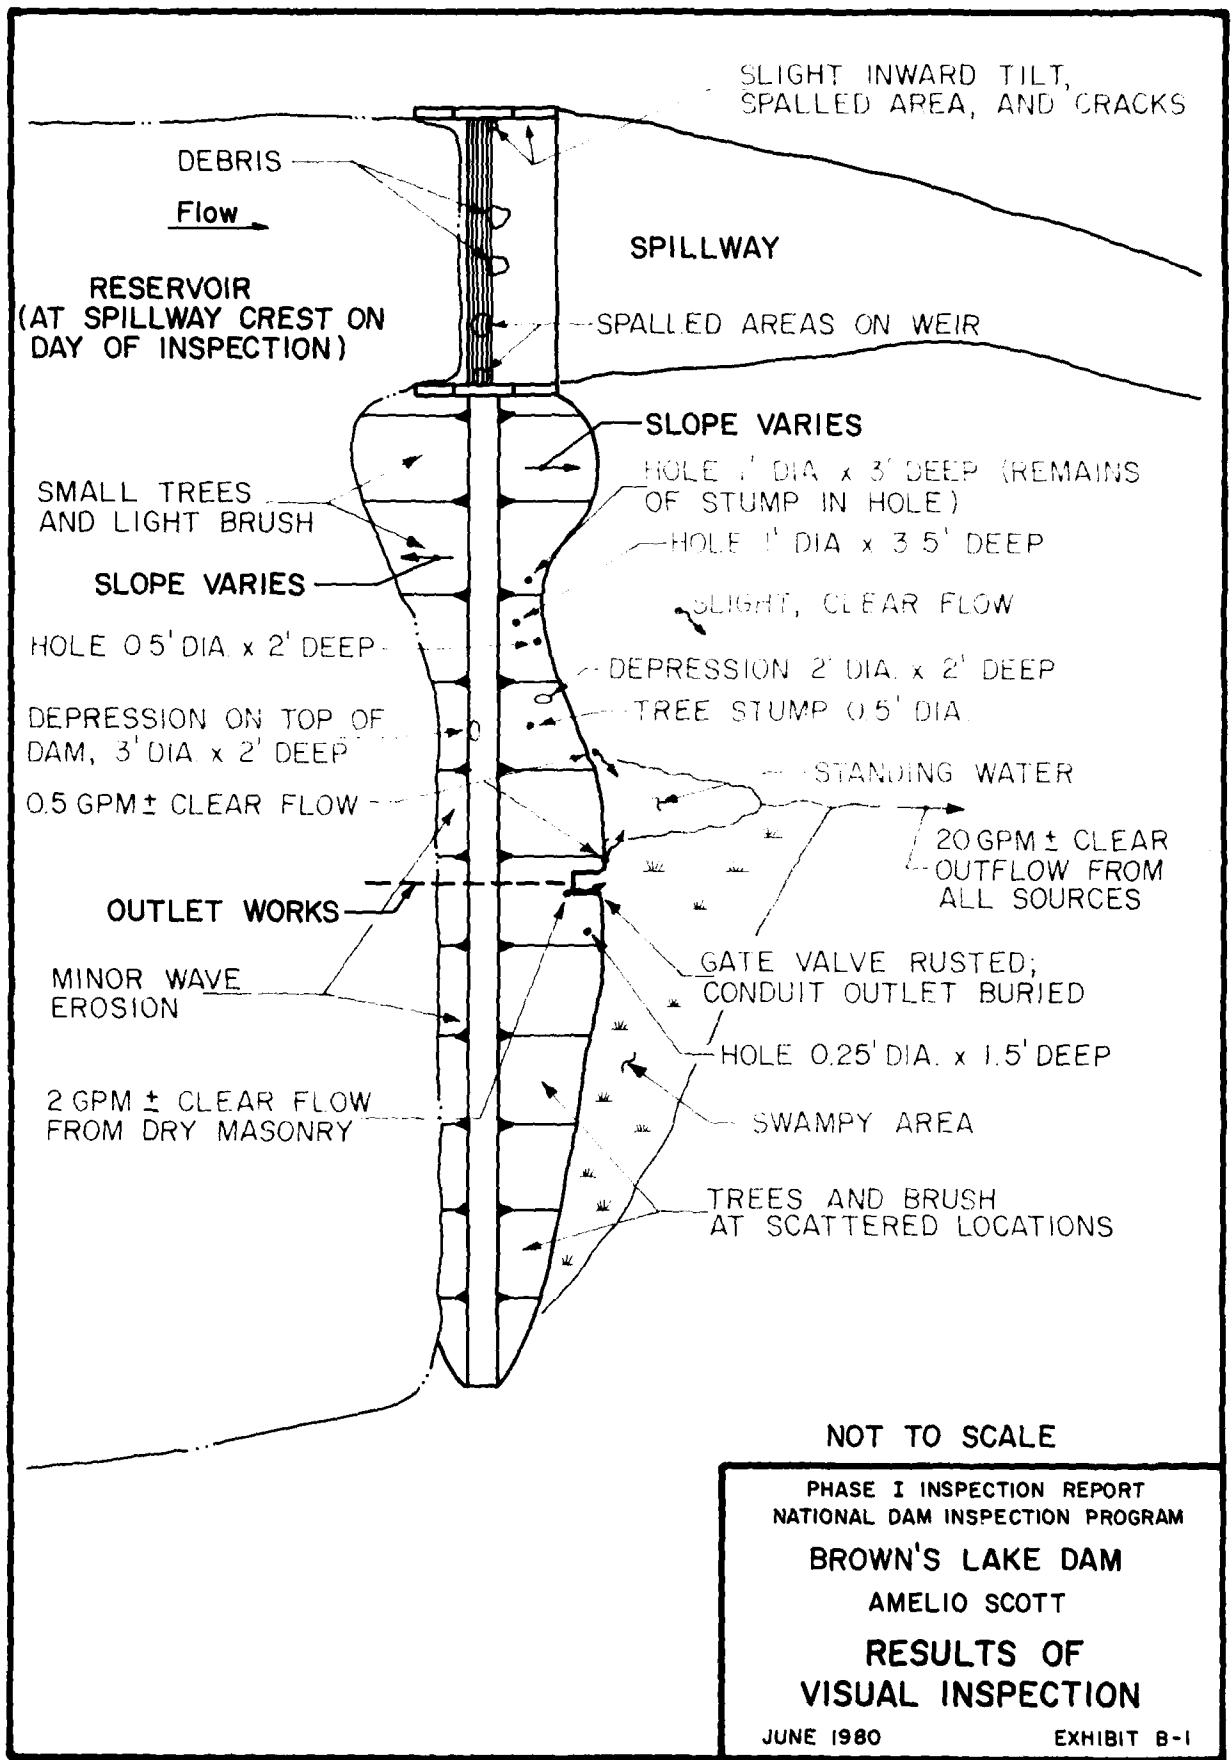 SLIGHT INWARD TILT,
SPALLED AREA, AND CRACKS
DEBRIS
Flow
SPILLWAY
RESERVOIR
(AT SPILLWAY CREST ON
DAY OF INSPECTION)
SPALLED AREAS ON WEIR
SLOPE VARIES
HOLE 1' DIA x 3' DEEP (REMAINS
OF STUMP IN HOLE)
SMALL TREES
AND LIGHT BRUSH
HOLE 1' DIA x 3 5' DEEP
SLOPE VARIES
SLIGHT, CLEAR FLOW
HOLE 0 5' DIA. x 2' DEEP
DEPRESSION 2' DIA. x 2' DEEP
TREE STUMP 0.5' DIA.
DEPRESSION ON TOP OF
DAM, 3' DIA. x 2' DEEP
STANDING WATER
0.5 GPM ± CLEAR FLOW
20 GPM ± CLEAR
OUTFLOW FROM
ALL SOURCES
OUTLET WORKS
GATE VALVE RUSTED;
CONDUIT OUTLET BURIED
MINOR WAVE
EROSION
HOLE 0.25' DIA. x 1.5' DEEP
2 GPM ± CLEAR FLOW
FROM DRY MASONRY
SWAMPY AREA
TREES AND BRUSH
AT SCATTERED LOCATIONS
NOT TO SCALE
PHASE I INSPECTION REPORT
NATIONAL DAM INSPECTION PROGRAM
BROWN'S LAKE DAM
AMELIO SCOTT
RESULTS OF
VISUAL INSPECTION
JUNE 1980 EXHIBIT B-1